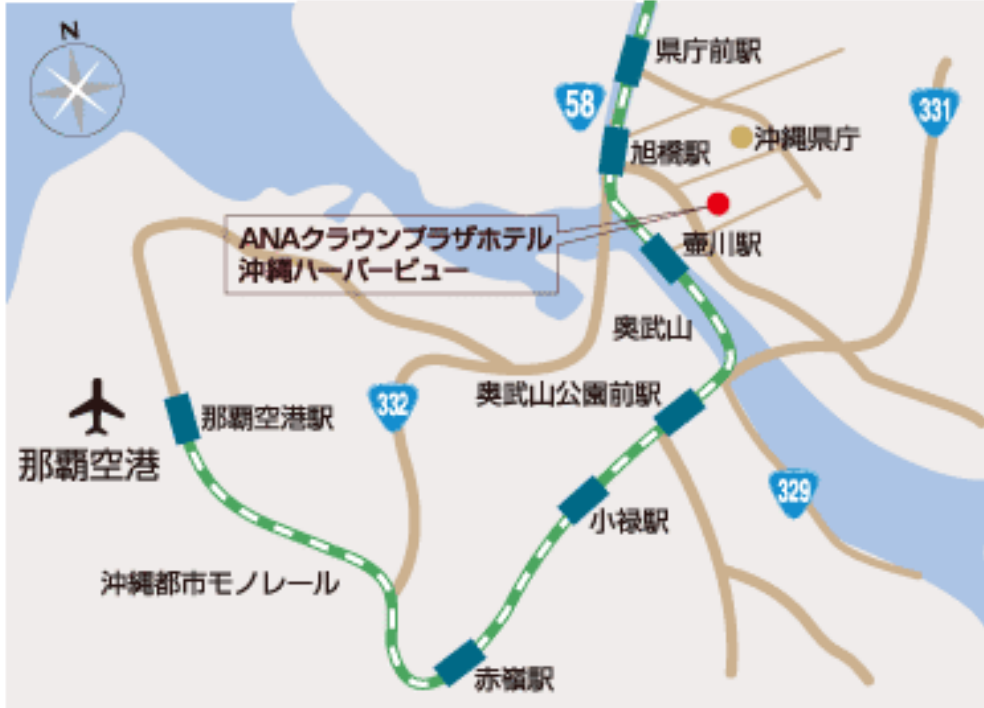 N
県庁前駅
58
331
沖縄県庁
旭橋駅
ANAクラウンプラザホテル
沖縄ハーバービュー
壷川駅
奥武山
332
奥武山公園前駅
那覇空港駅
那覇空港
329
小禄駅
沖縄都市モノレール
赤嶺駅